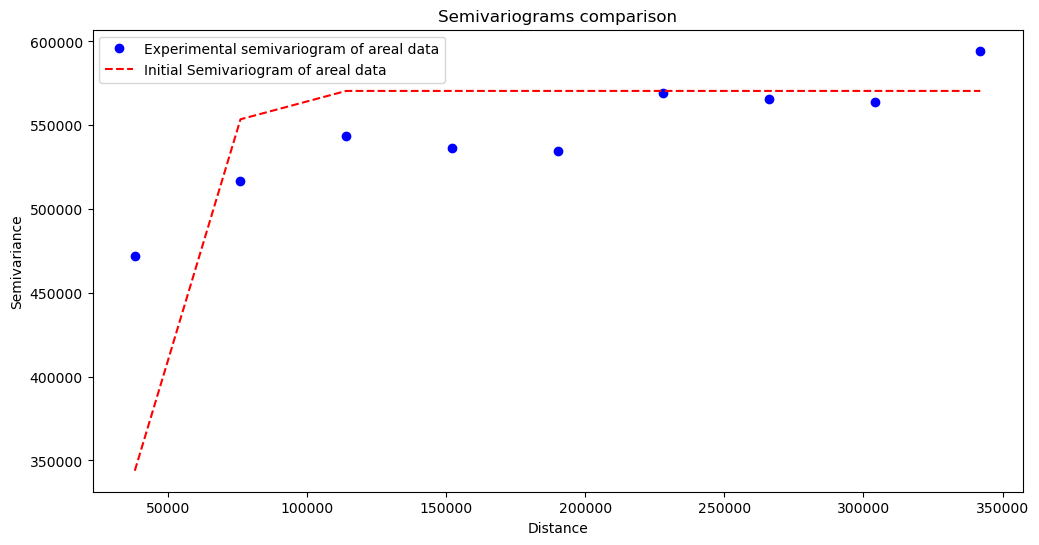 Semivariograms comparison
Experimental semivariogram of areal data
Initial Semivariogram of areal data
Semivariance
600000
550000
500000
450000
400000
350000
50000 100000 150000 200000 250000 300000 350000
Distance